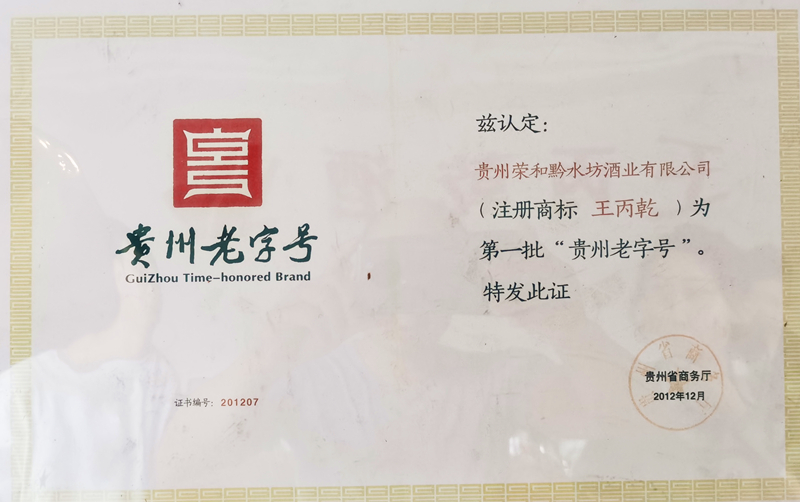 贵州老字号
GuiZhou Time-honored Brand
证书编号：201207
兹认定：
贵州荣和黔水坊酒业有限公司
（注册商标 王丙乾 ）为
第一批“贵州老字号”。
特发此证
贵州省商务厅
2012年12月